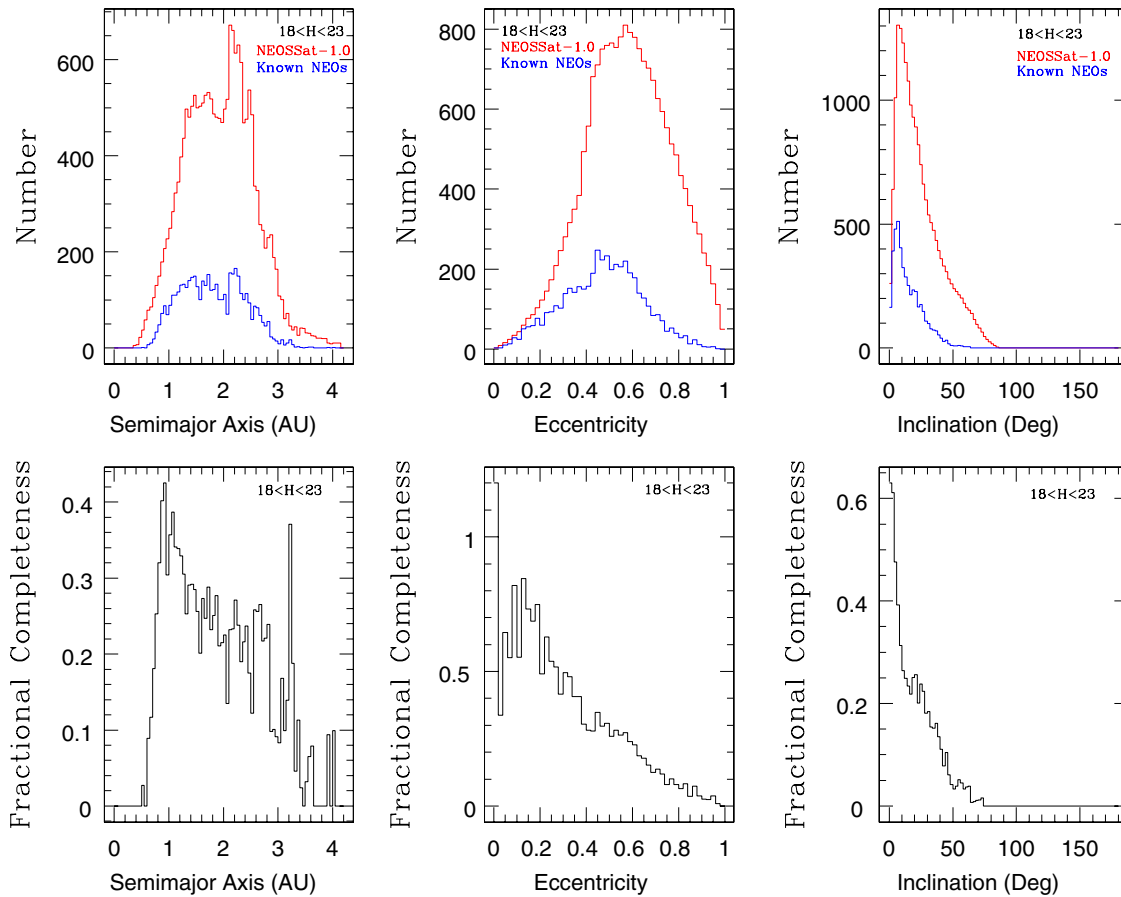 18<H<23
NEOSSat-1.0
Known NEOs
Number
600
400
200
0
0 1 2 3 4
Semimajor Axis (AU)
18<H<23
NEOSSat-1.0
Known NEOs
Number
800
600
400
200
0
0 0.2 0.4 0.6 0.8 1
Eccentricity
18<H<23
NEOSSat-1.0
Known NEOs
Number
1000
500
0
0 50 100 150
Inclination (Deg)
18<H<23
Fractional Completeness
0.4
0.3
0.2
0.1
0
0 1 2 3 4
Semimajor Axis (AU)
18<H<23
Fractional Completeness
1
0.5
0
0 0.2 0.4 0.6 0.8 1
Eccentricity
18<H<23
Fractional Completeness
0.6
0.4
0.2
0
0 50 100 150
Inclination (Deg)